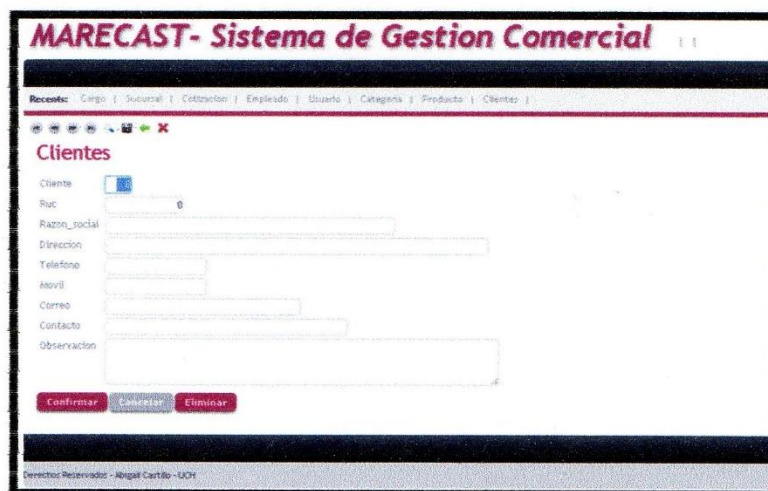 MARECAST- Sistema de Gestion Comercial
Recents: Cargo | Sucursal | Cotizacion | Empleado | Usuario | Categoria | Producto | Clientes |
Clientes
Cliente
Ruc 0
Razon_social
Direccion
Telefono
Movil
Correo
Contacto
Observacion
Confirmar Cancelar Eliminar
Derechos Reservados - Abigail Castillo - UCH